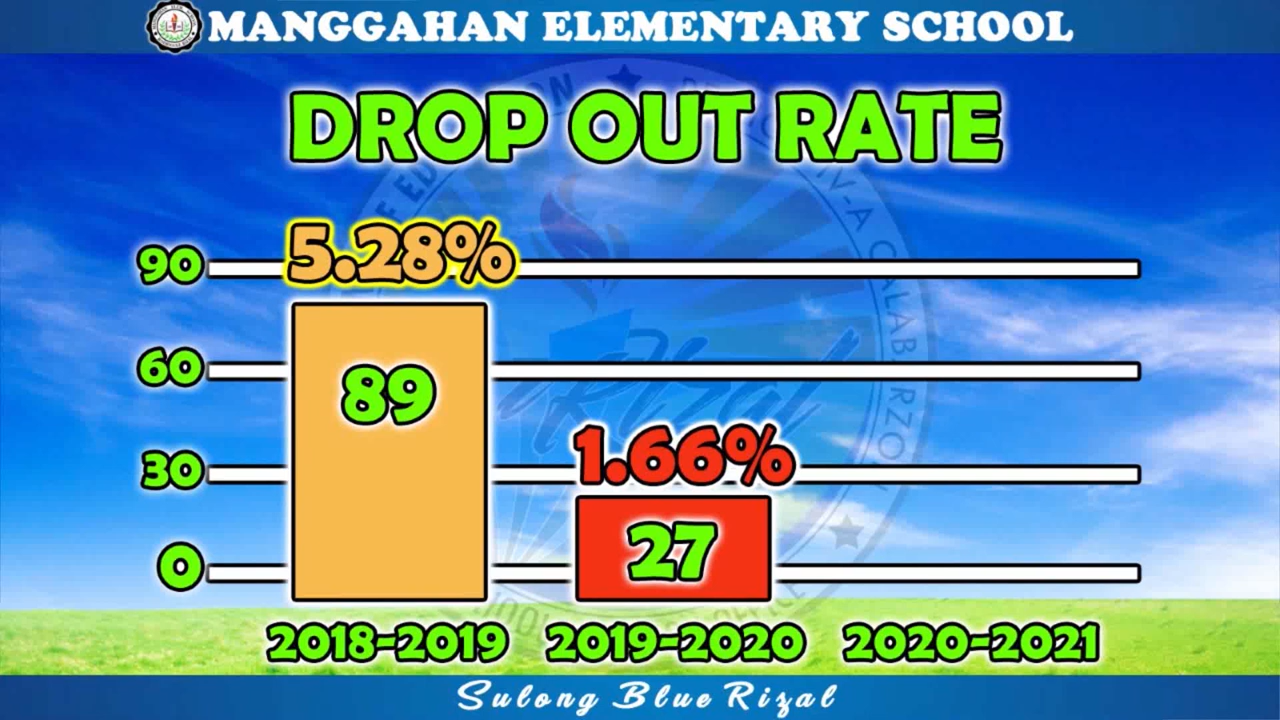 MANGGAHAN ELEMENTARY SCHOOL
DROP OUT RATE
5.28%
90
60
89
1.66%
30
27
0
2018-2019 2019-2020 2020-2021
Sulong Blue Rizal